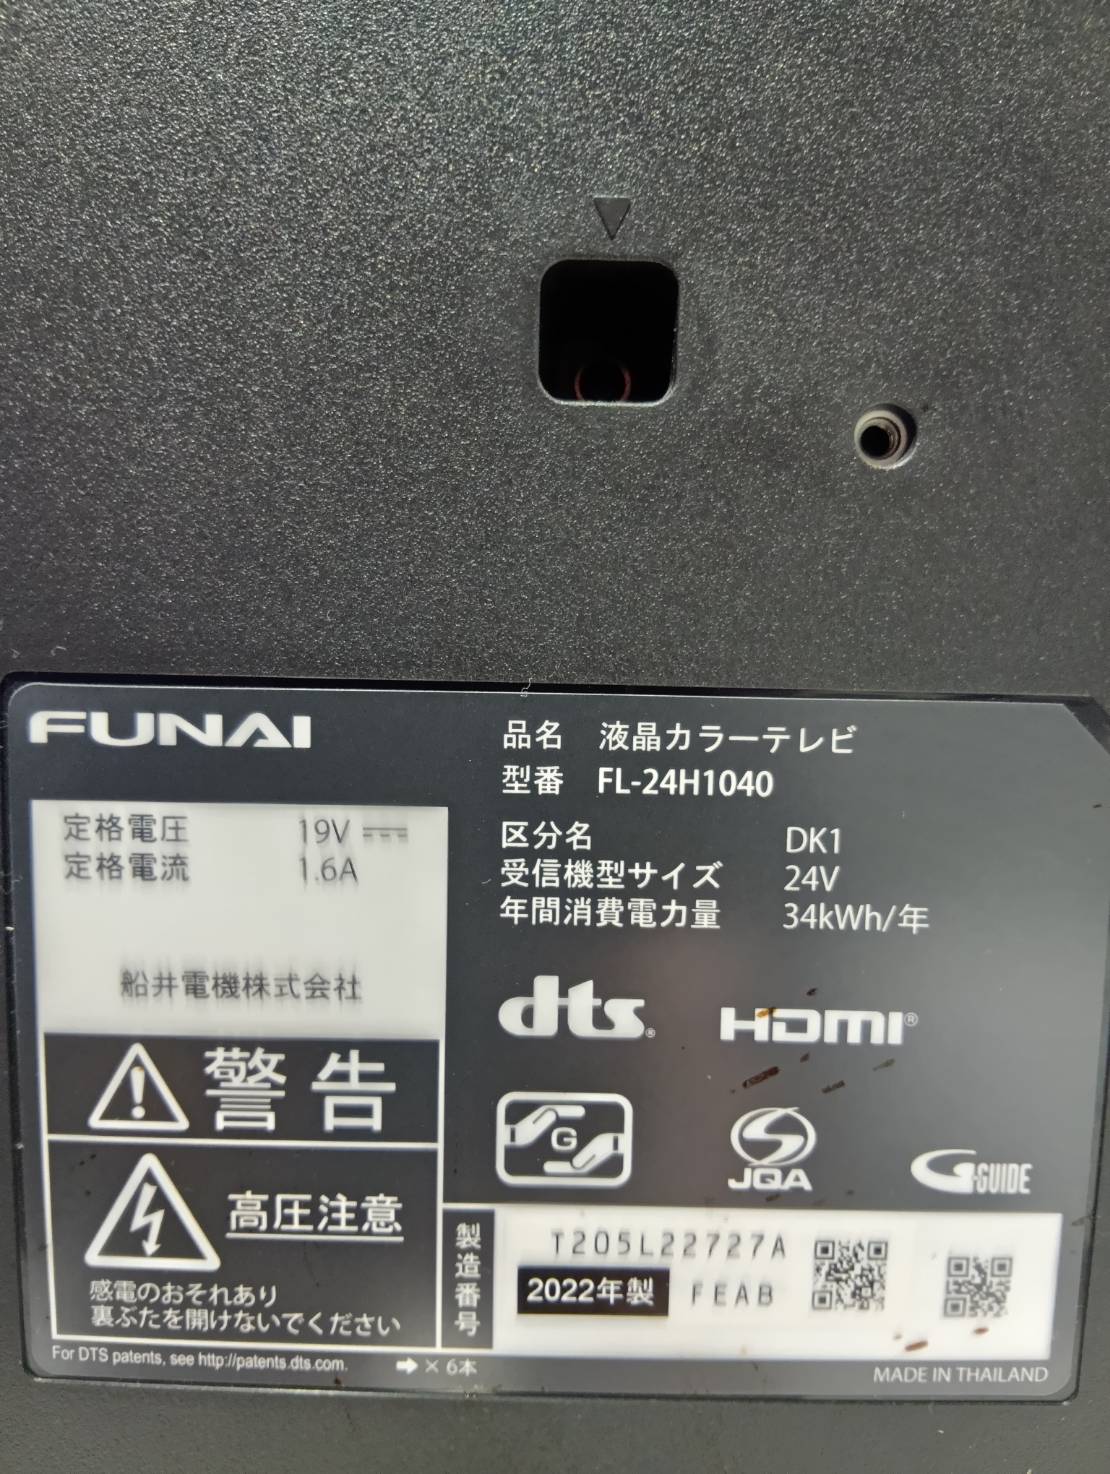 FUNAI
品名 液晶カラーテレビ
型番 FL-24H1040
定格電圧 19V
定格電流 1.6A
船井電機株式会社
区分名 DK1
受信機型サイズ 24V
年間消費電力量 34kWh/年
dts®
HDMI®
G
JQA
G-GUIDE
警告
高圧注意
感電のおそれあり
裏ぶたを開けないでください
製造番号
T205L22727A
2022年製 FEAB
For DTS patents, see http://patents.dts.com.
➡ × 6本
MADE IN THAILAND